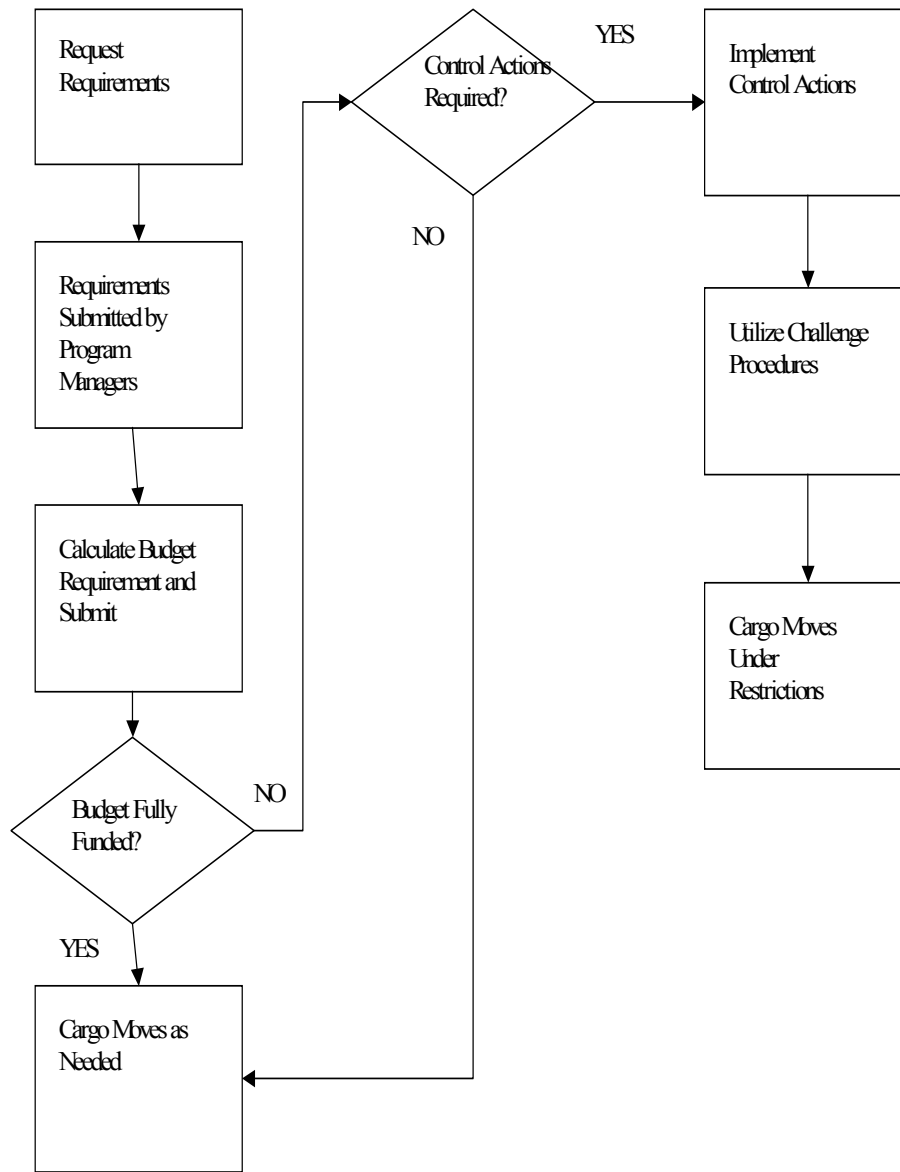 Request
Requirements
Requirements
Submitted by
Program
Managers
Calculate Budget
Requirement and
Submit
Budget Fully
Funded?
NO
YES
Cargo Moves as
Needed
Control Actions
Required?
YES
NO
Implement
Control Actions
Utilize Challenge
Procedures
Cargo Moves
Under
Restrictions